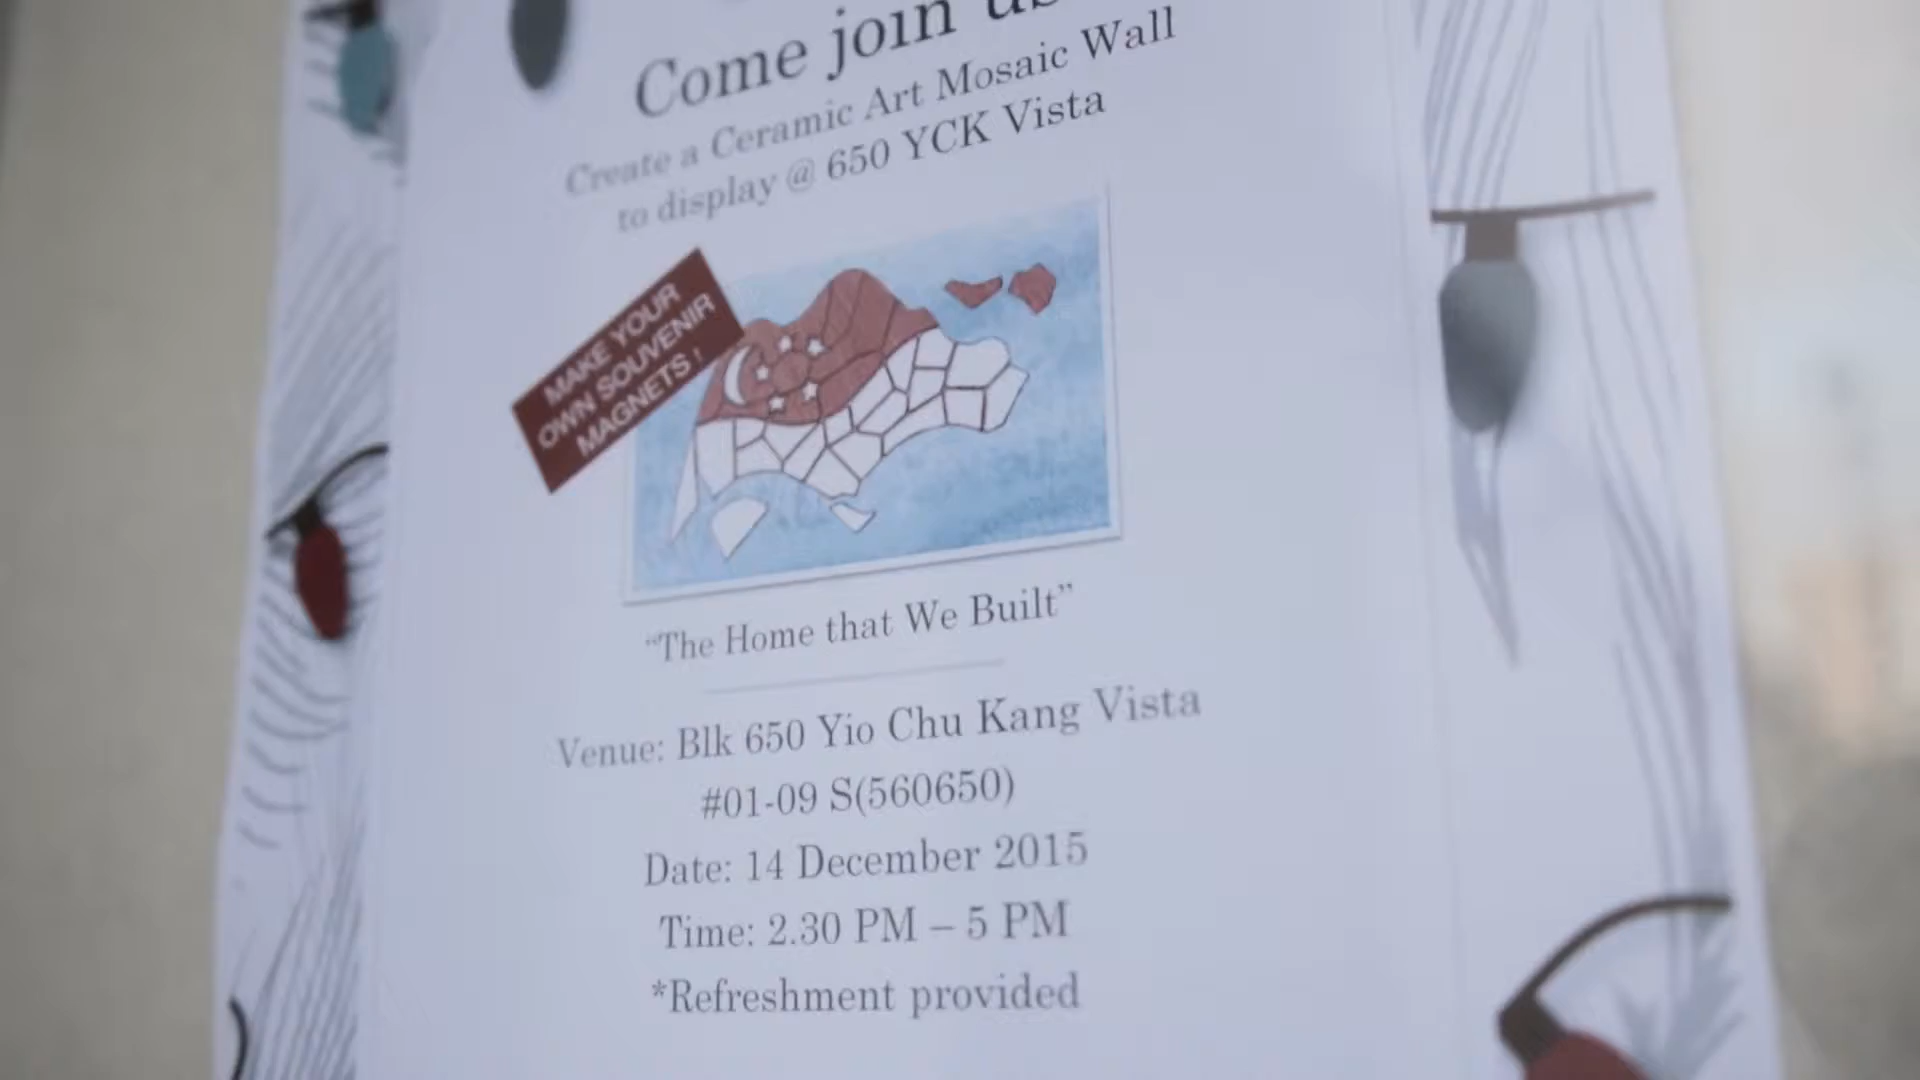 Come join us
Create a Ceramic Art Mosaic Wall
to display @ 650 YCK Vista
MAKE YOUR
OWN SOUVENIR
MAGNETS !
“The Home that We Built”
Venue: Blk 650 Yio Chu Kang Vista
#01-09 S(560650)
Date: 14 December 2015
Time: 2.30 PM – 5 PM
*Refreshment provided